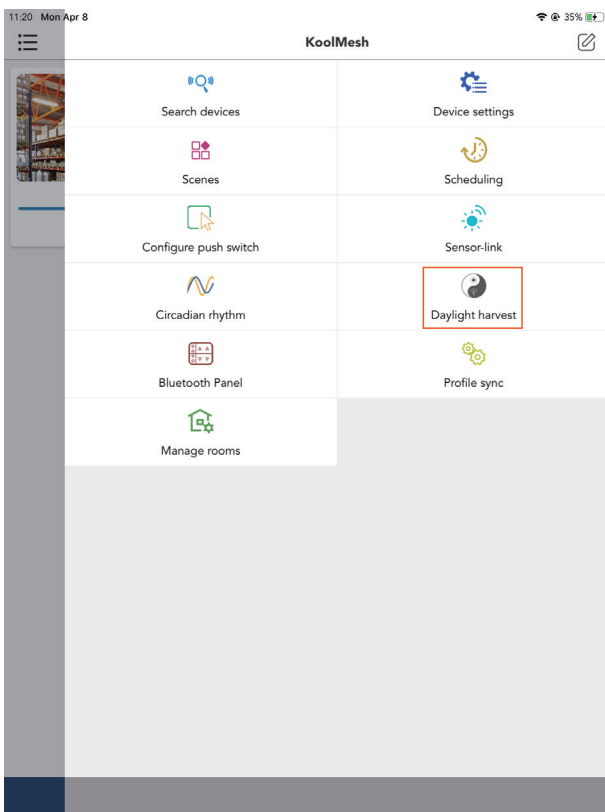 11:20 Mon Apr 8
35%
KoolMesh
Search devices
Device settings
Scenes
Scheduling
Configure push switch
Sensor-link
Circadian rhythm
Daylight harvest
Bluetooth Panel
Profile sync
Manage rooms